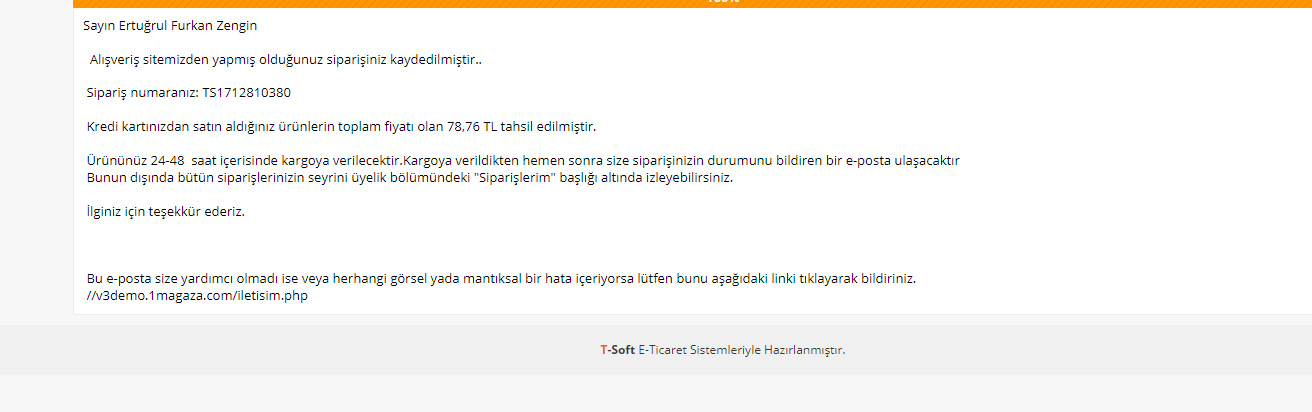 Sayın Ertuğrul Furkan Zengin
Alışveriş sitemizden yapmış olduğunuz siparişiniz kaydedilmiştir..
Sipariş numaranız: TS1712810380
Kredi kartınızdan satın aldığınız ürünlerin toplam fiyatı olan 78,76 TL tahsil edilmiştir.
Ürününüz 24-48  saat içerisinde kargoya verilecektir.Kargoya verildikten hemen sonra size siparişinizin durumunu bildiren bir e-posta ulaşacaktır
Bunun dışında bütün siparişlerinizin seyrini üyelik bölümündeki "Siparişlerim" başlığı altında izleyebilirsiniz.
İlginiz için teşekkür ederiz.
Bu e-posta size yardımcı olmadı ise veya herhangi görsel yada mantıksal bir hata içeriyorsa lütfen bunu aşağıdaki linki tıklayarak bildiriniz.
//v3demo.1magaza.com/iletisim.php
T-Soft E-Ticaret Sistemleriyle Hazırlanmıştır.